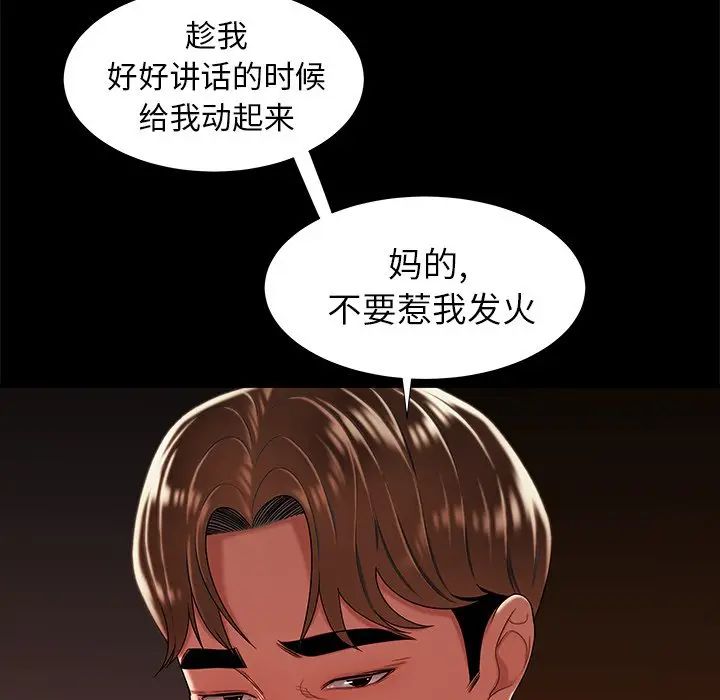 趁我
好好讲话的时候
给我动起来
妈的,
不要惹我发火